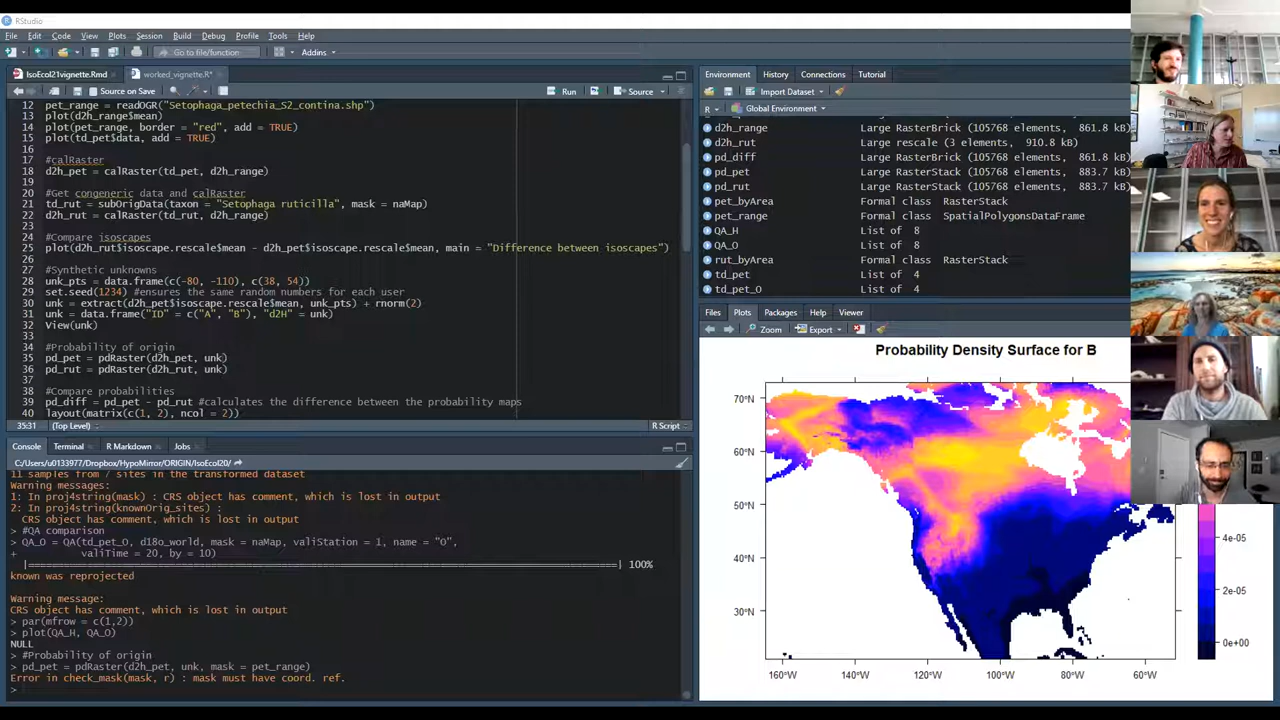 RStudio
File Edit Code View Plots Session Build Debug Profile Tools Help
Go to file/function Addins
IsoEcol21vignette.Rmd worked_vignette.R*
Source on Save Run Source
12 pet_range = readOGR("Setophaga_petechia_S2_contina.shp")
13 plot(d2h_range$mean)
14 plot(pet_range, border = "red", add = TRUE)
15 plot(td_pet$data, add = TRUE)
16
17 #calRaster
18 d2h_pet = calRaster(td_pet, d2h_range)
19
20 #Get congeneric data and calRaster
21 td_rut = subOrigData(taxon = "Setophaga ruticilla", mask = naMap)
22 d2h_rut = calRaster(td_rut, d2h_range)
23
24 #Compare isoscapes
25 plot(d2h_rut$isoscape.rescale$mean - d2h_pet$isoscape.rescale$mean, main = "Difference between isoscapes")
26
27 #Synthetic unknowns
28 unk_pts = data.frame(c(-80, -110), c(38, 54))
29 set.seed(1234) #ensures the same random numbers for each user
30 unk = extract(d2h_pet$isoscape.rescale$mean, unk_pts) + rnorm(2)
31 unk = data.frame("ID" = c("A", "B"), "d2H" = unk)
32 View(unk)
33
34 #Probability of origin
35 pd_pet = pdRaster(d2h_pet, unk)
36 pd_rut = pdRaster(d2h_rut, unk)
37
38 #Compare probabilities
39 pd_diff = pd_pet - pd_rut #calculates the difference between the probability maps
40 layout(matrix(c(1, 2), ncol = 2))
35:31 (Top Level) R Script
Console Terminal R Markdown Jobs
C:/Users/u0133977/Dropbox/HypoMirror/ORIGIN/IsoEcol20/
11 samples from 7 sites in the transformed dataset
Warning messages:
1: In proj4string(mask) : CRS object has comment, which is lost in output
2: In proj4string(knownOrig_sites) :
CRS object has comment, which is lost in output
> #QA comparison
> QA_O = QA(td_pet_O, d18o_world, mask = naMap, valiStation = 1, name = "O",
+ valiTime = 20, by = 10)
|==================================================================| 100%
known was reprojected
Warning message:
CRS object has comment, which is lost in output
> par(mfrow = c(1,2))
> plot(QA_H, QA_O)
NULL
> #Probability of origin
> pd_pet = pdRaster(d2h_pet, unk, mask = pet_range)
Error in check_mask(mask, r) : mask must have coord. ref.
>
Environment History Connections Tutorial
Import Dataset
R Global Environment
d2h_range Large RasterBrick (105768 elements, 861.8 kB)
d2h_rut Large rescale (3 elements, 910.8 kB)
pd_diff Large RasterBrick (105768 elements, 861.8 kB)
pd_pet Large RasterStack (105768 elements, 883.7 kB)
pd_rut Large RasterStack (105768 elements, 883.7 kB)
pet_byArea Formal class RasterStack
pet_range Formal class SpatialPolygonsDataFrame
QA_H List of 8
QA_O List of 8
rut_byArea Formal class RasterStack
td_pet List of 4
td_pet_O List of 4
Files Plots Packages Help Viewer
Zoom Export
Probability Density Surface for B
70°N
60°N
50°N
40°N
30°N
160°W 140°W 120°W 100°W 80°W 60°W
4e-05
2e-05
0e+00